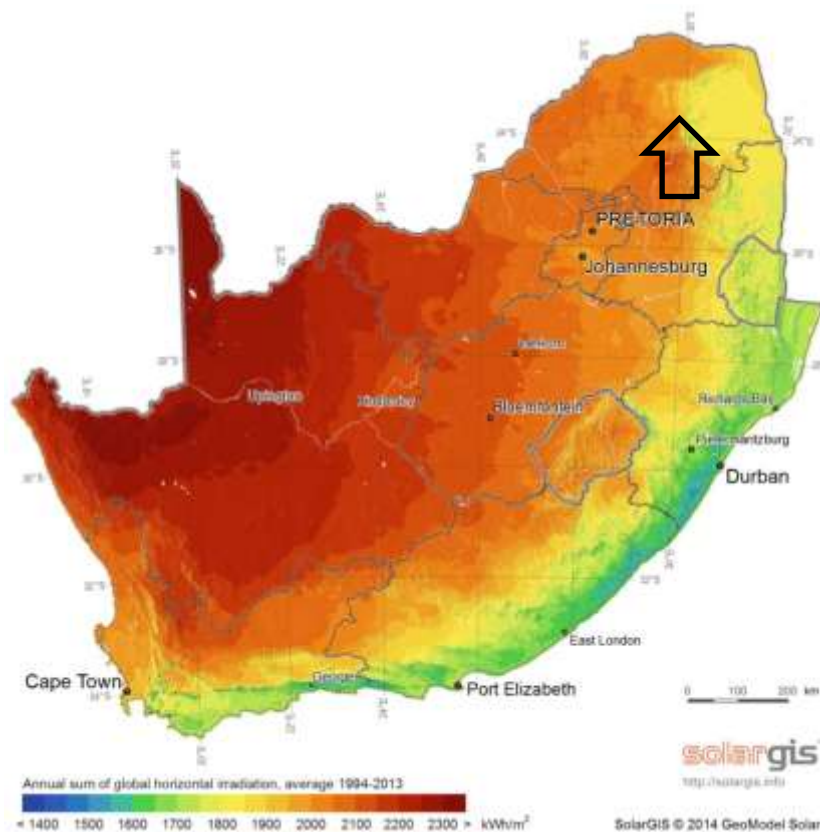 PRETORIA
Johannesburg
Upington
Kimberley
Bloemfontein
Richards Bay
Pietermaritzburg
Durban
East London
Cape Town
George
Port Elizabeth
0 100 200 km
solargis
http://solargis.info
Annual sum of global horizontal irradiation, average 1994-2013
< 1400 1500 1600 1700 1800 1900 2000 2100 2200 2300 > kWh/m²
SolarGIS © 2014 GeoModel Solar